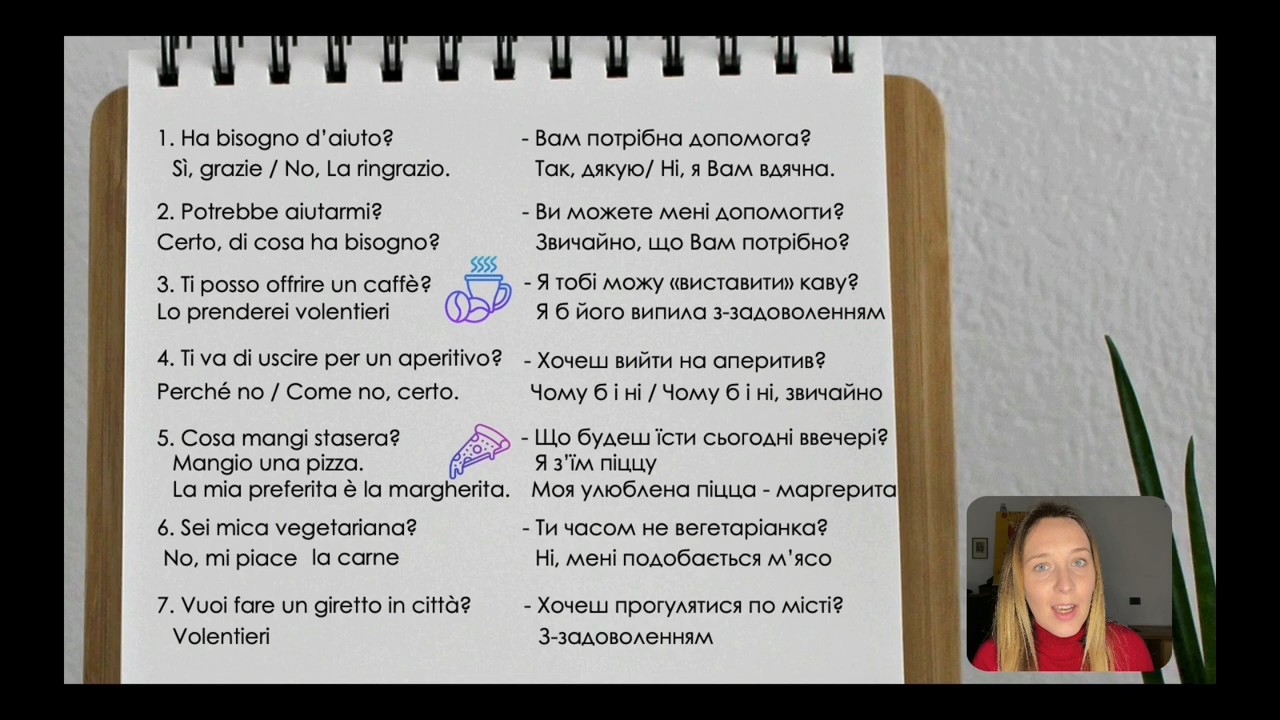 1. Ha bisogno d'aiuto? - Вам потрібна допомога?
Sì, grazie / No, La ringrazio. Так, дякую/ Ні, я Вам вдячна.
2. Potrebbe aiutarmi? - Ви можете мені допомогти?
Certo, di cosa ha bisogno? Звичайно, що Вам потрібно?
3. Ti posso offrire un caffè? - Я тобі можу «виставити» каву?
Lo prenderei volentieri Я б його випила з-задоволенням
4. Ti va di uscire per un aperitivo? - Хочеш вийти на аперитив?
Perché no / Come no, certo. Чому б і ні / Чому б і ні, звичайно
5. Cosa mangi stasera? - Що будеш їсти сьогодні ввечері?
Mangio una pizza. Я з’їм піццу
La mia preferita è la margherita. Моя улюблена піцца - маргерита
6. Sei mica vegetariana? - Ти часом не вегетаріанка?
No, mi piace la carne Ні, мені подобається м’ясо
7. Vuoi fare un giretto in città? - Хочеш прогулятися по місті?
Volentieri З-задоволенням